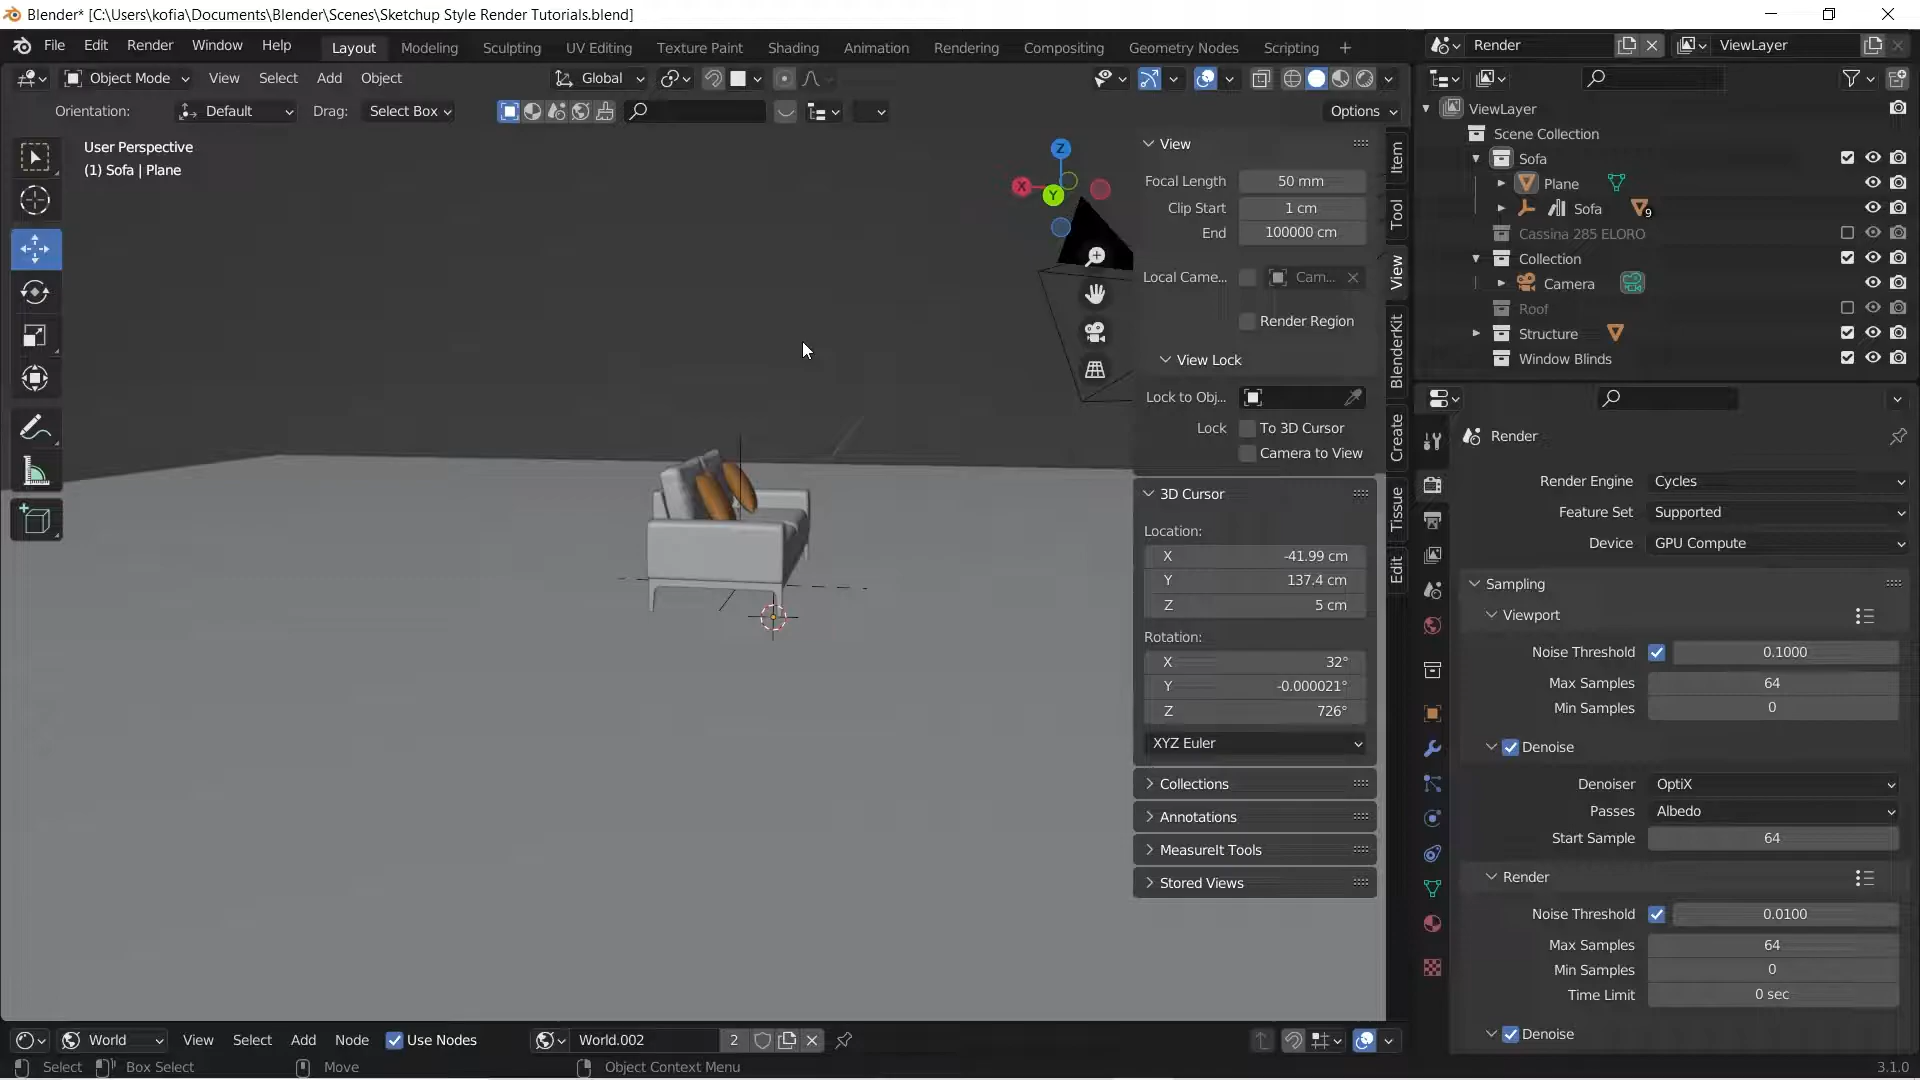 Blender* [C:\Users\kofia\Documents\Blender\Scenes\Sketchup Style Render Tutorials.blend]
File Edit Render Window Help Layout Modeling Sculpting UV Editing Texture Paint Shading Animation Rendering Compositing Geometry Nodes Scripting + Render ViewLayer
Object Mode View Select Add Object Global
Orientation: Default Drag: Select Box Options
User Perspective
(1) Sofa | Plane
Z
X
Y
View
Focal Length 50 mm
Clip Start 1 cm
End 100000 cm
Local Came... Cam...
Render Region
View Lock
Lock to Obj...
Lock To 3D Cursor
Camera to View
3D Cursor
Location:
X -41.99 cm
Y 137.4 cm
Z 5 cm
Rotation:
X 32°
Y -0.000021°
Z 726°
XYZ Euler
Collections
Annotations
MeasureIt Tools
Stored Views
Item
Tool
View
BlenderKit
Create
Tissue
Edit
ViewLayer
Scene Collection
Sofa
Plane
Sofa 9
Cassina 285 ELORO
Collection
Camera
Roof
Structure
Window Blinds
Render
Render Engine Cycles
Feature Set Supported
Device GPU Compute
Sampling
Viewport
Noise Threshold 0.1000
Max Samples 64
Min Samples 0
Denoise
Denoiser OptiX
Passes Albedo
Start Sample 64
Render
Noise Threshold 0.0100
Max Samples 64
Min Samples 0
Time Limit 0 sec
Denoise
World View Select Add Node Use Nodes World.002 2
Select Box Select Move Object Context Menu 3.1.0